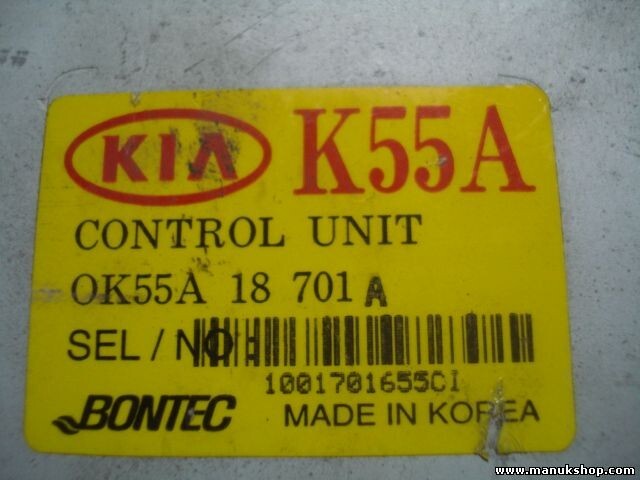 KIA K55A
CONTROL UNIT
OK55A 18 701 A
SEL / NO :
1001701655CI
BONTEC MADE IN KOREA
www.manukshop.com